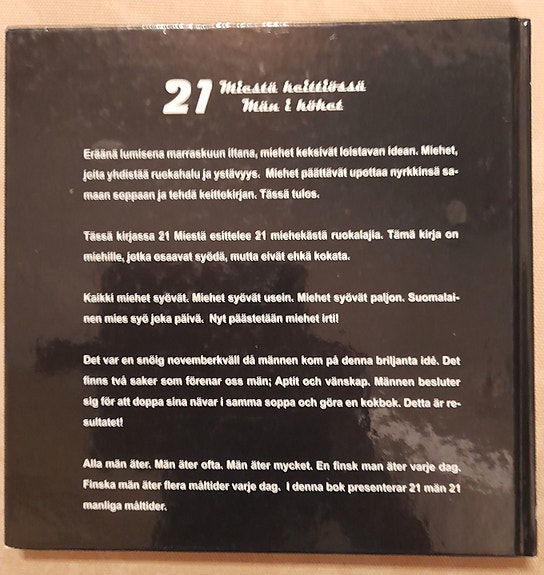 21 Miestä keittiössä
Män i köket
Eräänä lumisena marraskuun iltana, miehet keksivät loistavan idean. Miehet,
joita yhdistää ruokahalu ja ystävyys. Miehet päättävät upottaa nyrkkinsä sa-
maan soppaan ja tehdä keittokirjan. Tässä tulos.
Tässä kirjassa 21 Miestä esittelee 21 miehekästä ruokalajia. Tämä kirja on
miehille, jotka osaavat syödä, mutta eivät ehkä kokata.
Kaikki miehet syövät. Miehet syövät usein. Miehet syövät paljon. Suomalai-
nen mies syö joka päivä. Nyt päästetään miehet irti!
Det var en snöig novemberkväll då männen kom på denna briljanta idé. Det
finns två saker som förenar oss män; Aptit och vänskap. Männen besluter
sig för att doppa sina nävar i samma soppa och göra en kokbok. Detta är re-
sultatet!
Alla män äter. Män äter ofta. Män äter mycket. En finsk man äter varje dag.
Finska män äter flera måltider varje dag. I denna bok presenterar 21 män 21
manliga måltider.